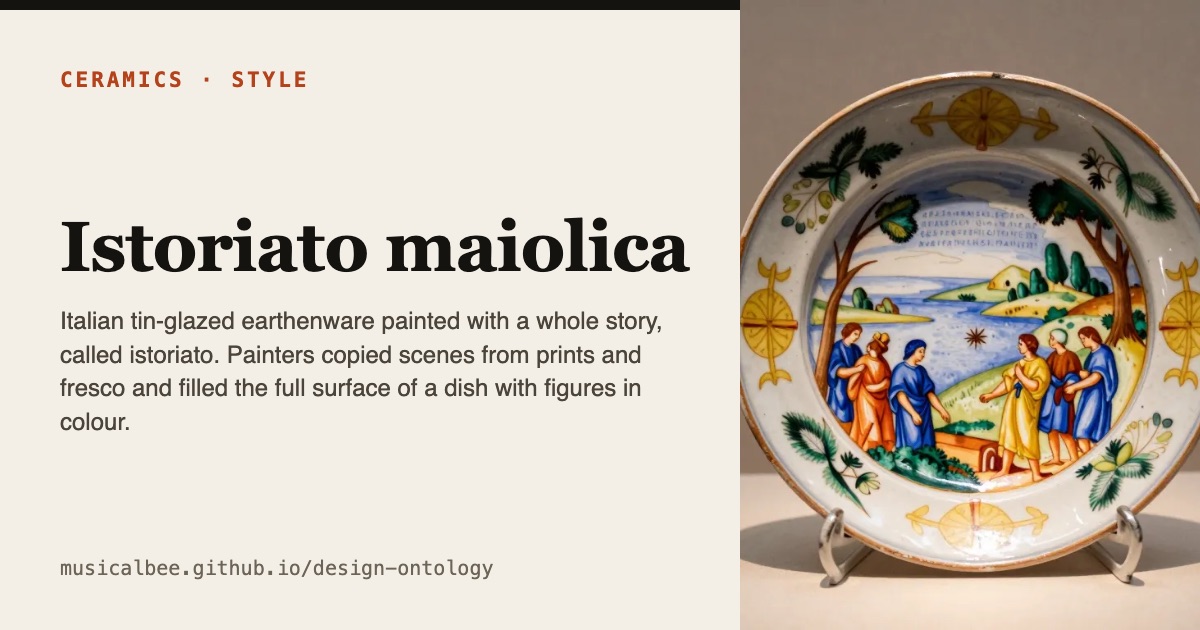 CERAMICS · STYLE
Istoriato maiolica
Italian tin-glazed earthenware painted with a whole story,
called istoriato. Painters copied scenes from prints and
fresco and filled the full surface of a dish with figures in
colour.
musicalbee.github.io/design-ontology